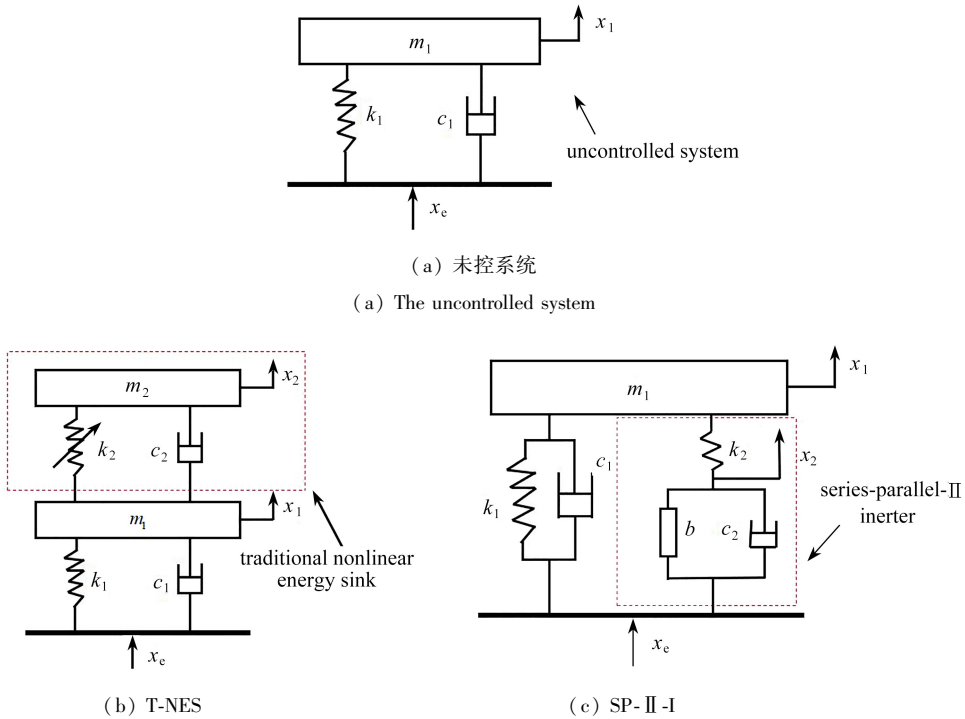 x₁
m₁
k₁
c₁
uncontrolled system
xₑ
(a) 未控系统
(a) The uncontrolled system
x₂
m₂
k₂
c₂
x₁
m₁
traditional nonlinear
energy sink
k₁
c₁
xₑ
(b) T-NES
x₁
m₁
k₂
c₁
x₂
k₁
b
c₂
series-parallel-Ⅱ
inerter
xₑ
(c) SP-Ⅱ-I